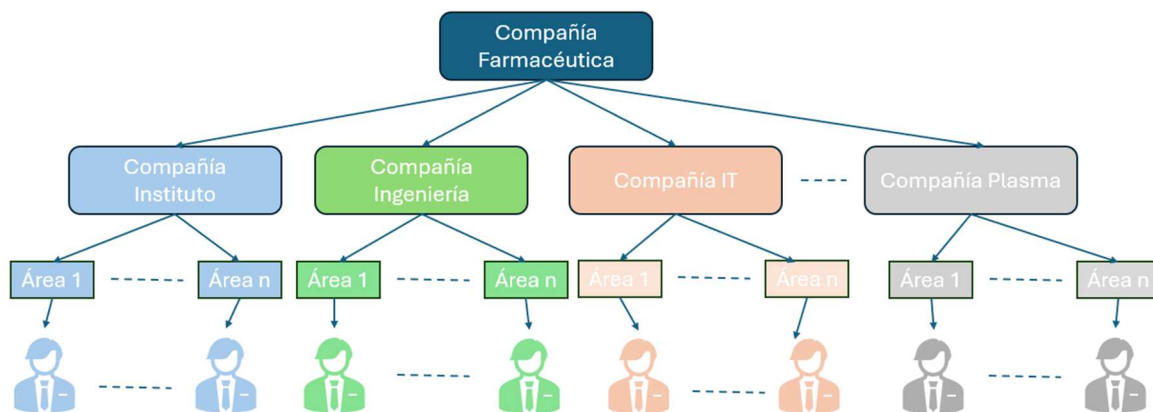 Compañía
Farmacéutica
Compañía
Instituto
Compañía
Ingeniería
Compañía IT
Compañía Plasma
Área 1
Área n
Área 1
Área n
Área 1
Área n
Área 1
Área n